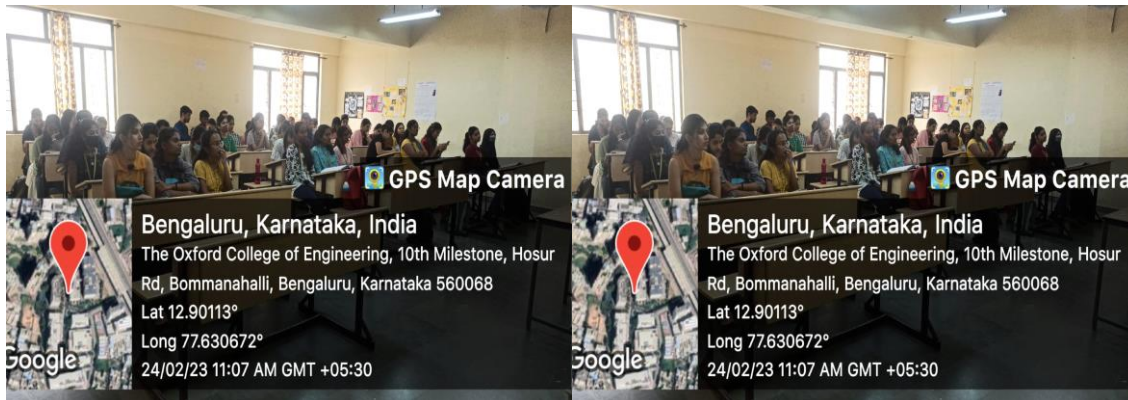 GPS Map Camera
Bengaluru, Karnataka, India
The Oxford College of Engineering, 10th Milestone, Hosur
Rd, Bommanahalli, Bengaluru, Karnataka 560068
Lat 12.90113°
Long 77.630672°
24/02/23 11:07 AM GMT +05:30
Google
GPS Map Camera
Bengaluru, Karnataka, India
The Oxford College of Engineering, 10th Milestone, Hosur
Rd, Bommanahalli, Bengaluru, Karnataka 560068
Lat 12.90113°
Long 77.630672°
24/02/23 11:07 AM GMT +05:30
Google